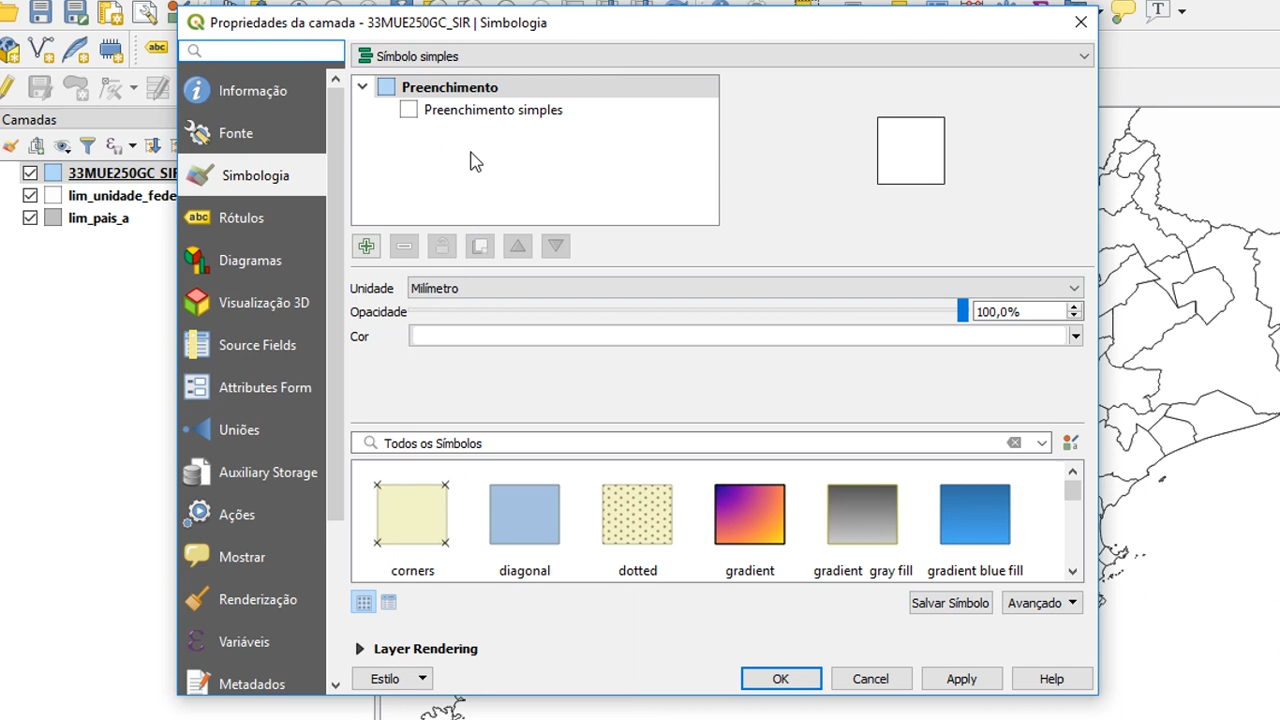 Propriedades da camada - 33MUE250GC_SIR | Simbologia
T
abc
Símbolo simples
Preenchimento
Preenchimento simples
Informação
Fonte
Simbologia
abc Rótulos
Diagramas
Visualização 3D
Source Fields
Attributes Form
Uniões
Auxiliary Storage
Ações
Mostrar
Renderização
Variáveis
Metadados
Camadas
33MUE250GC_SIR
lim_unidade_fede
lim_pais_a
Unidade Milímetro
Opacidade 100,0%
Cor
Todos os Símbolos
corners diagonal dotted gradient gradient gray fill gradient blue fill
Salvar Símbolo Avançado
Layer Rendering
Estilo OK Cancel Apply Help